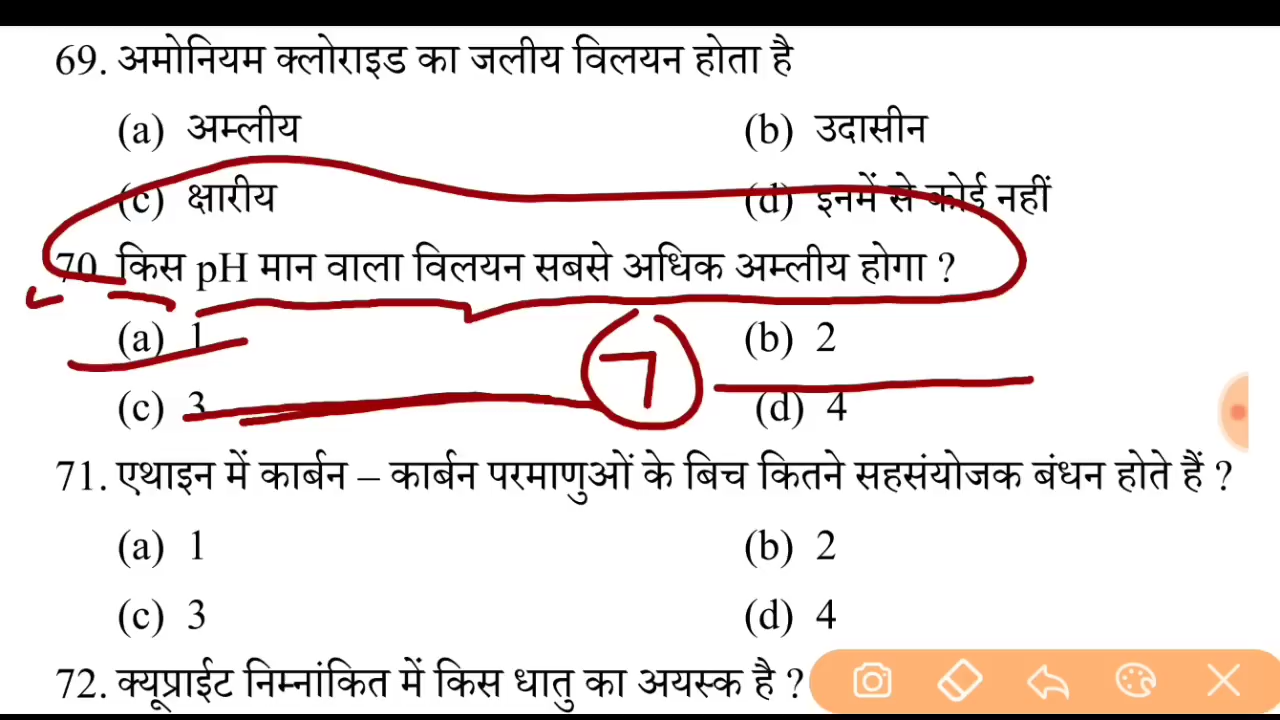 69. अमोनियम क्लोराइड का जलीय विलयन होता है
(a) अम्लीय (b) उदासीन
(c) क्षारीय (d) इनमें से कोई नहीं
70. किस pH मान वाला विलयन सबसे अधिक अम्लीय होगा ?
(a) 1 (b) 2
7
(c) 3 (d) 4
71. एथाइन में कार्बन – कार्बन परमाणुओं के बिच कितने सहसंयोजक बंधन होते हैं ?
(a) 1 (b) 2
(c) 3 (d) 4
72. क्यूप्राईट निम्नांकित में किस धातु का अयस्क है ?